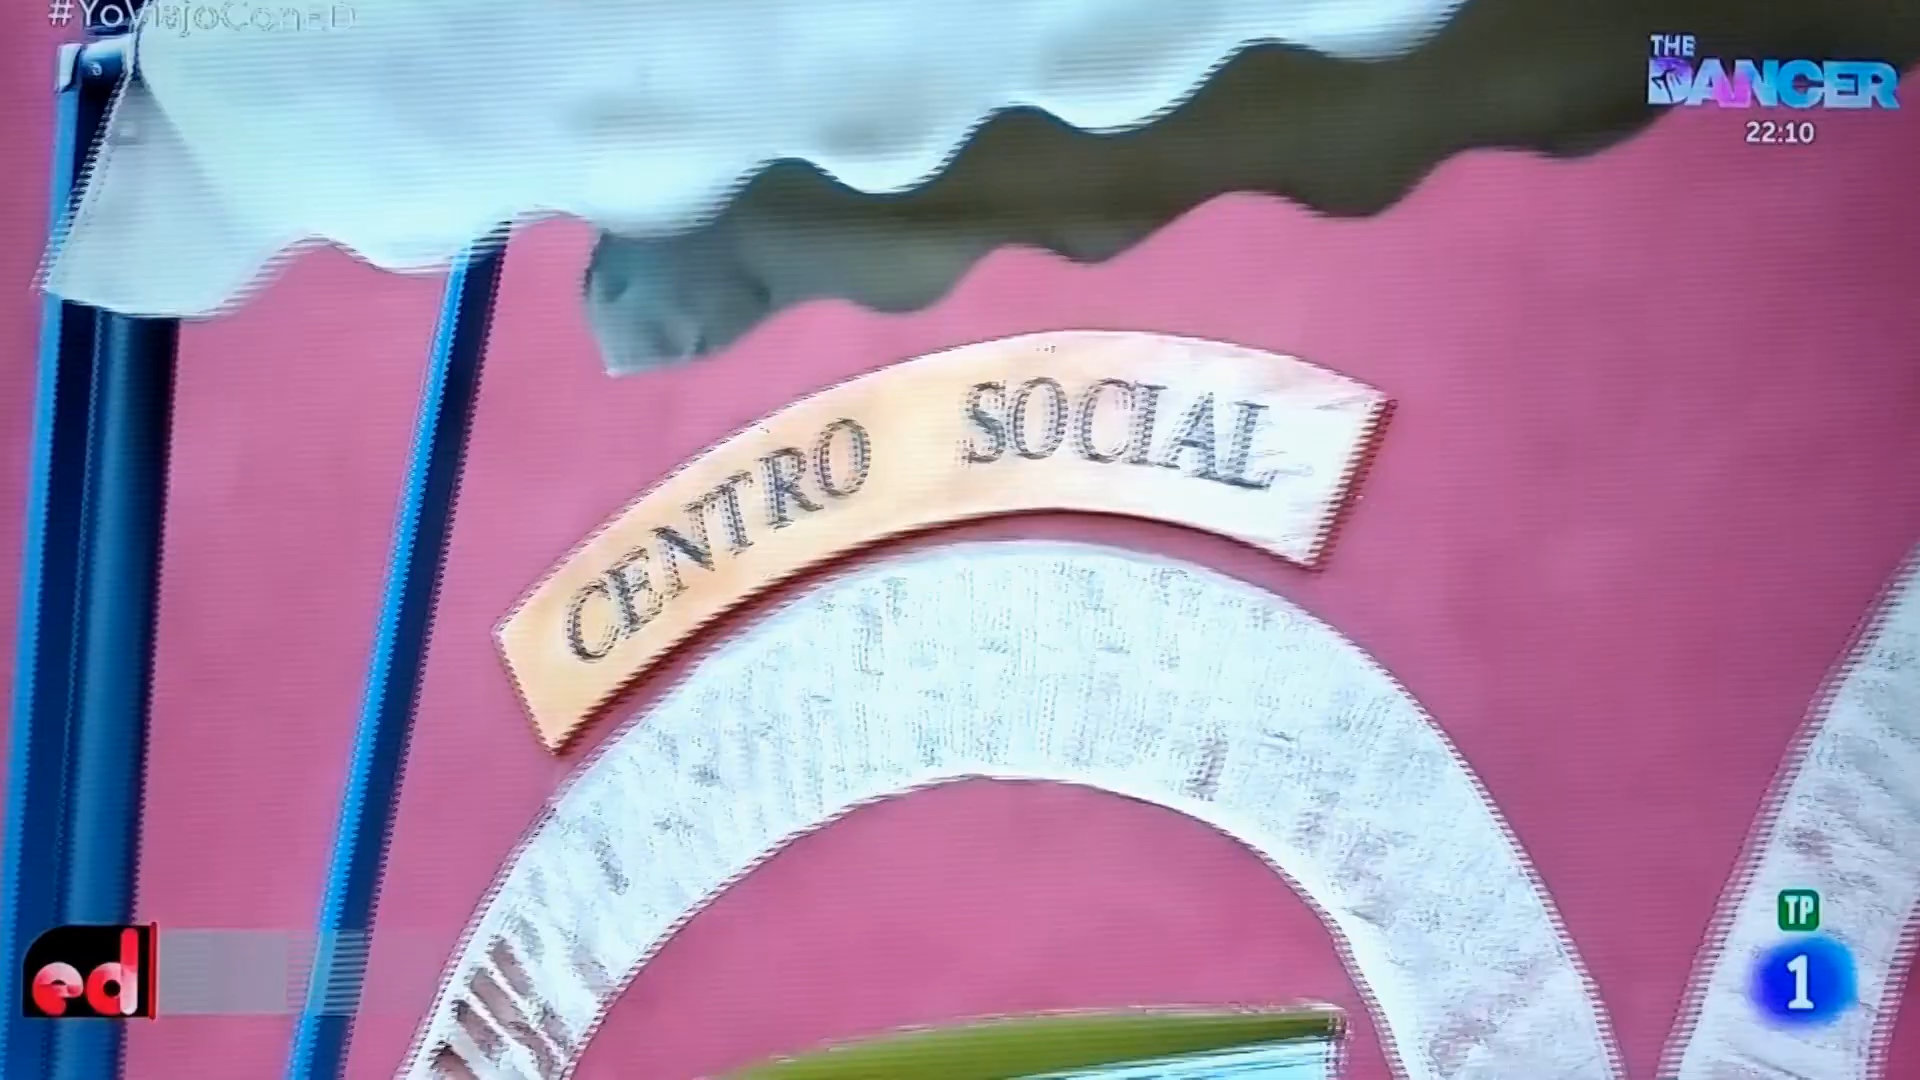 #YoViajoConED
THE
DANCER
22:10
CENTRO SOCIAL
ed
TP
1